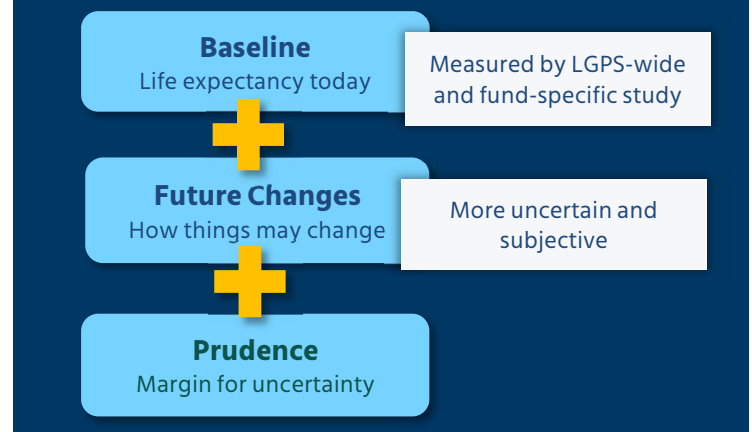 Baseline
Life expectancy today
Measured by LGPS-wide
and fund-specific study
Future Changes
How things may change
More uncertain and
subjective
Prudence
Margin for uncertainty